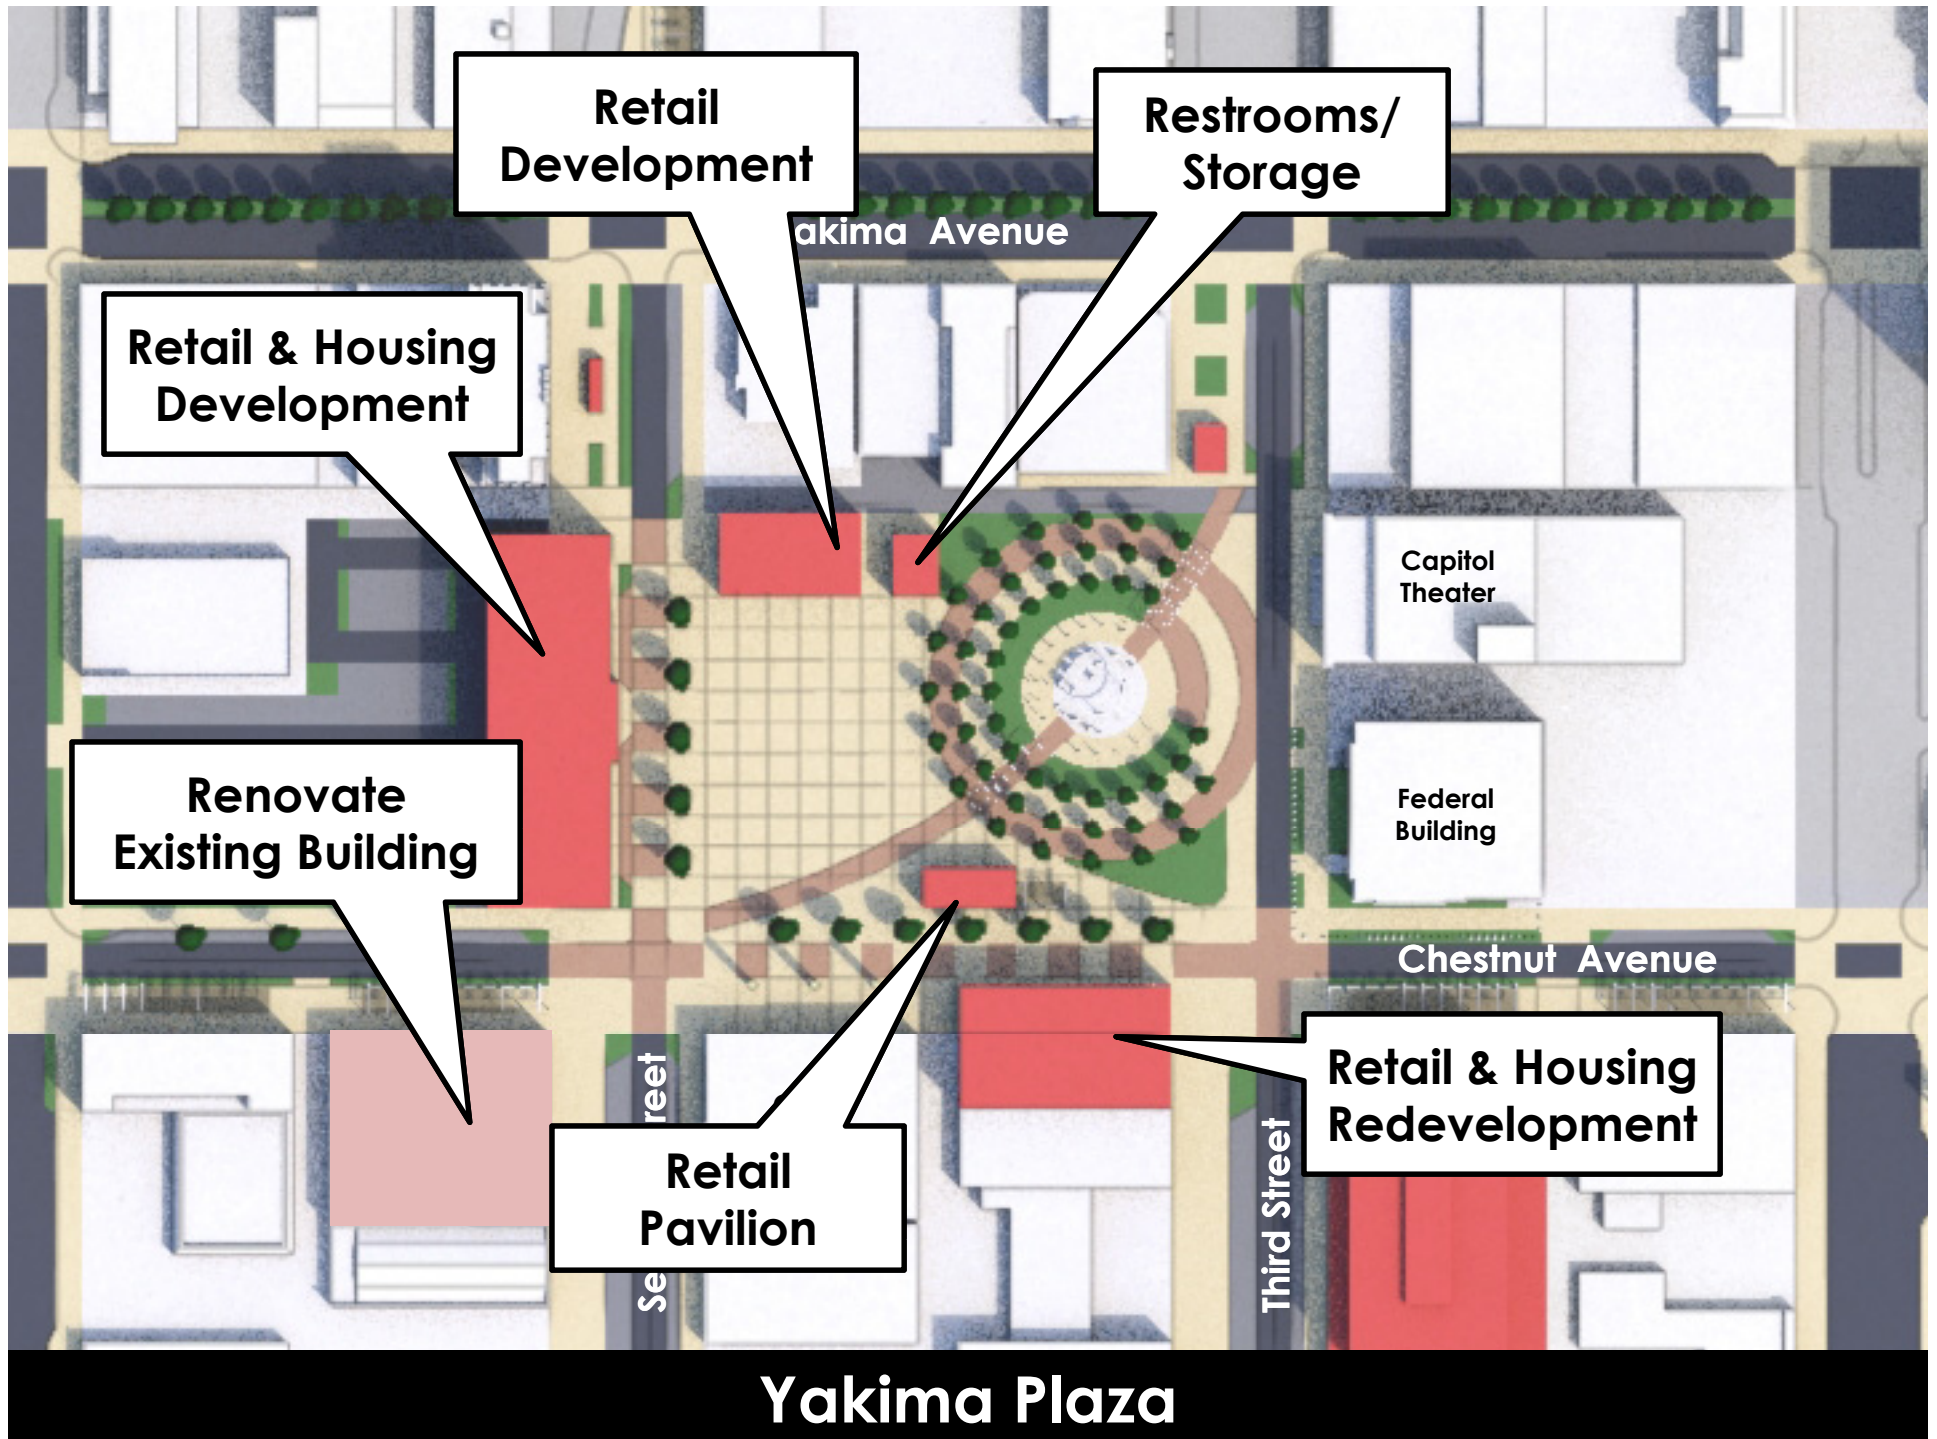 Retail
Development
Restrooms/
Storage
akima Avenue
Retail & Housing
Development
Capitol
Theater
Renovate
Existing Building
Federal
Building
Chestnut Avenue
Retail & Housing
Redevelopment
Retail
Pavilion
Se reet
Third Street
Yakima Plaza